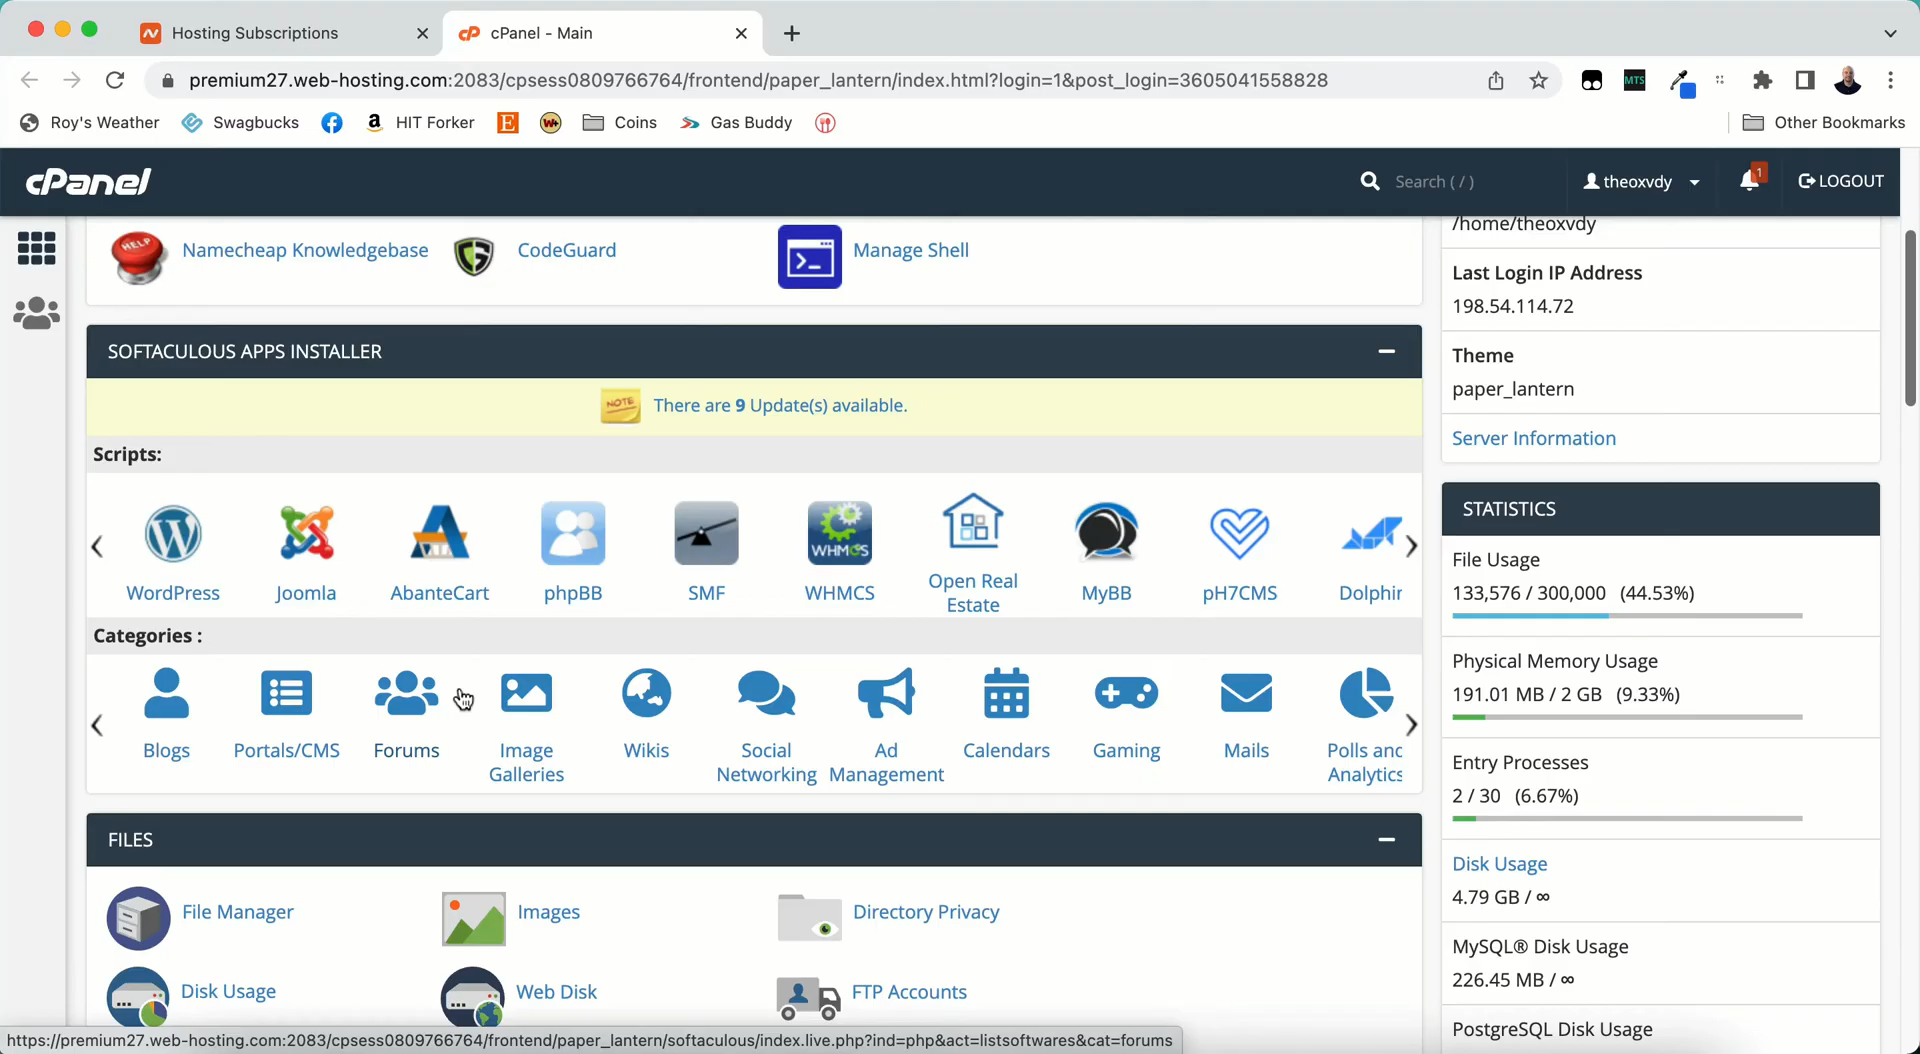 Hosting Subscriptions
cPanel - Main
premium27.web-hosting.com:2083/cpsess0809766764/frontend/paper_lantern/index.html?login=1&post_login=3605041558828
MTS
Roy's Weather
Swagbucks
HIT Forker
Coins
Gas Buddy
Other Bookmarks
cPanel
Search ( / )
theoxvdy
1
LOGOUT
HELP
Namecheap Knowledgebase
CodeGuard
Manage Shell
/home/theoxvdy
Last Login IP Address
198.54.114.72
Theme
paper_lantern
Server Information
SOFTACULOUS APPS INSTALLER
NOTE
There are 9 Update(s) available.
Scripts:
WHMCS
WordPress
Joomla
AbanteCart
phpBB
SMF
WHMCS
Open Real
Estate
MyBB
pH7CMS
Dolphin
Categories :
Blogs
Portals/CMS
Forums
Image
Galleries
Wikis
Social
Networking
Ad
Management
Calendars
Gaming
Mails
Polls and
Analytics
FILES
File Manager
Images
Directory Privacy
Disk Usage
Web Disk
FTP Accounts
STATISTICS
File Usage
133,576 / 300,000 (44.53%)
Physical Memory Usage
191.01 MB / 2 GB (9.33%)
Entry Processes
2 / 30 (6.67%)
Disk Usage
4.79 GB / ∞
MySQL® Disk Usage
226.45 MB / ∞
PostgreSQL Disk Usage
https://premium27.web-hosting.com:2083/cpsess0809766764/frontend/paper_lantern/softaculous/index.live.php?ind=php&act=listsoftwares&cat=forums